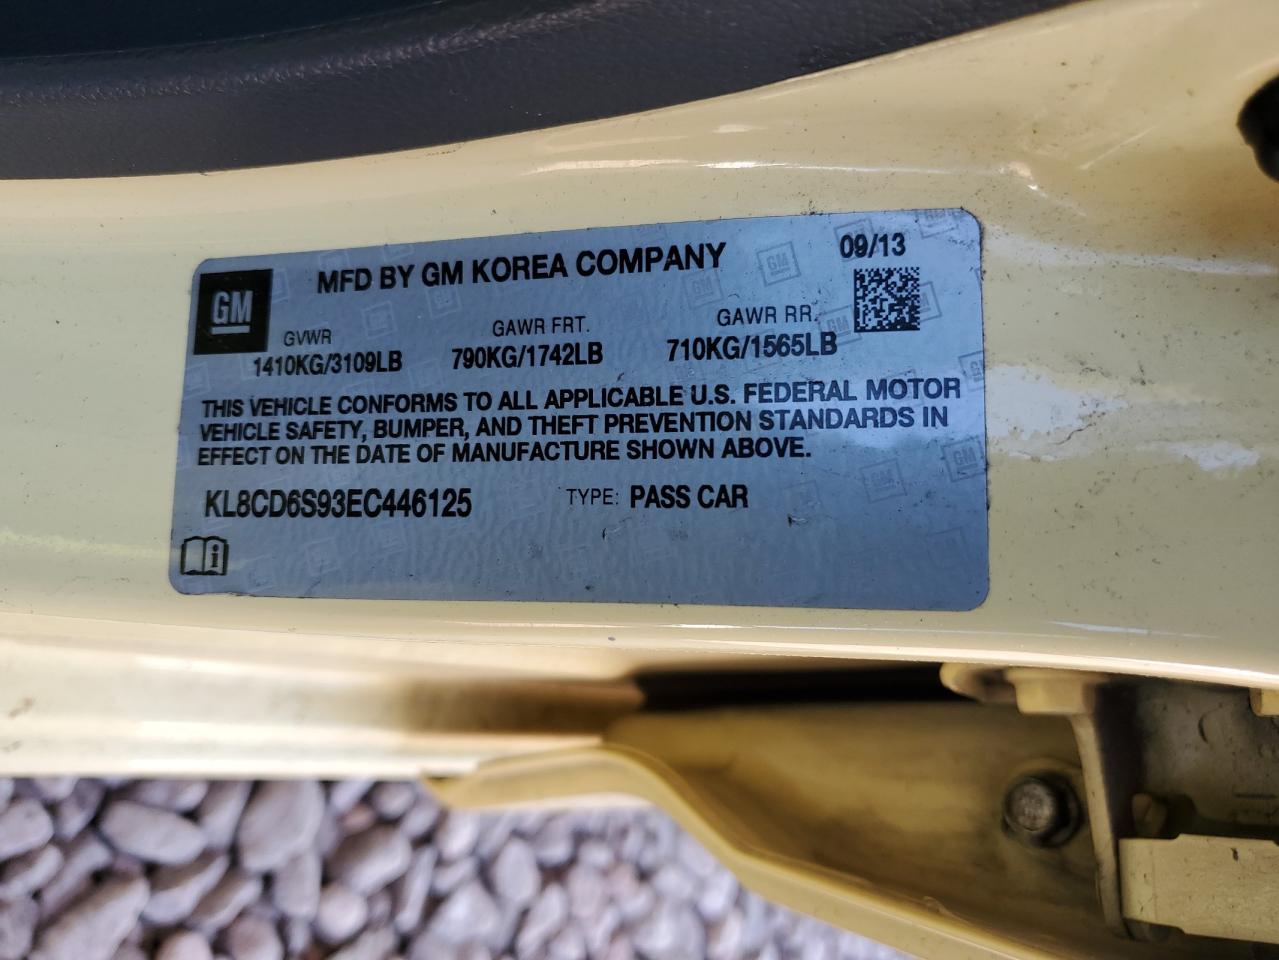 MFD BY GM KOREA COMPANY 09/13
GM
GVWR GAWR FRT. GAWR RR.
1410KG/3109LB 790KG/1742LB 710KG/1565LB
THIS VEHICLE CONFORMS TO ALL APPLICABLE U.S. FEDERAL MOTOR
VEHICLE SAFETY, BUMPER, AND THEFT PREVENTION STANDARDS IN
EFFECT ON THE DATE OF MANUFACTURE SHOWN ABOVE.
KL8CD6S93EC446125 TYPE: PASS CAR
i